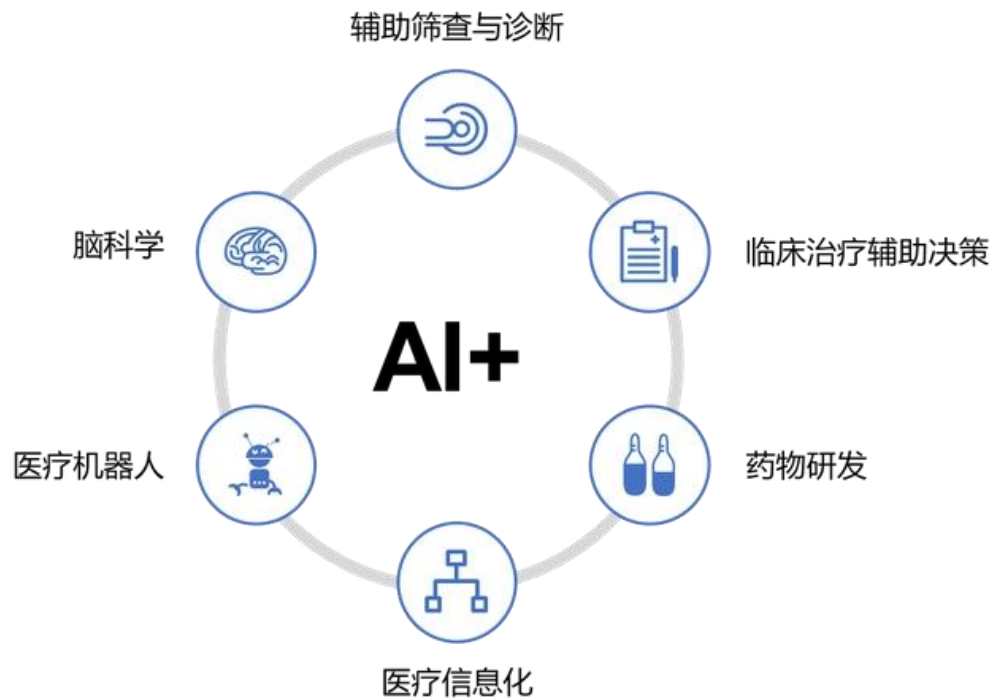 辅助筛查与诊断
脑科学
临床治疗辅助决策
AI+
医疗机器人
药物研发
医疗信息化